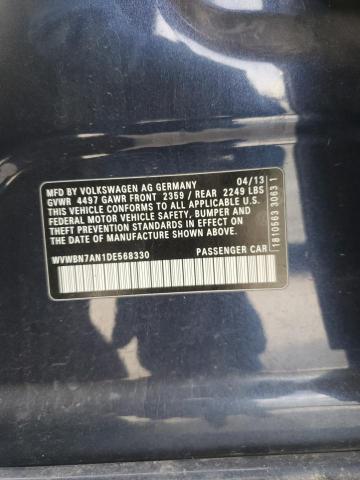 MFD BY VOLKSWAGEN AG GERMANY 04/13
GVWR 4497 GAWR FRONT 2359 / REAR 2249 LBS
THIS VEHICLE CONFORMS TO ALL APPLICABLE U.S.
FEDERAL MOTOR VEHICLE SAFETY, BUMPER AND
THEFT PREVENTION STANDARDS IN EFFECT ON THE
DATE OF MANUFACTURE SHOWN ABOVE.
WVWBN7AN1DE568330 PASSENGER CAR
1810563 3063 1